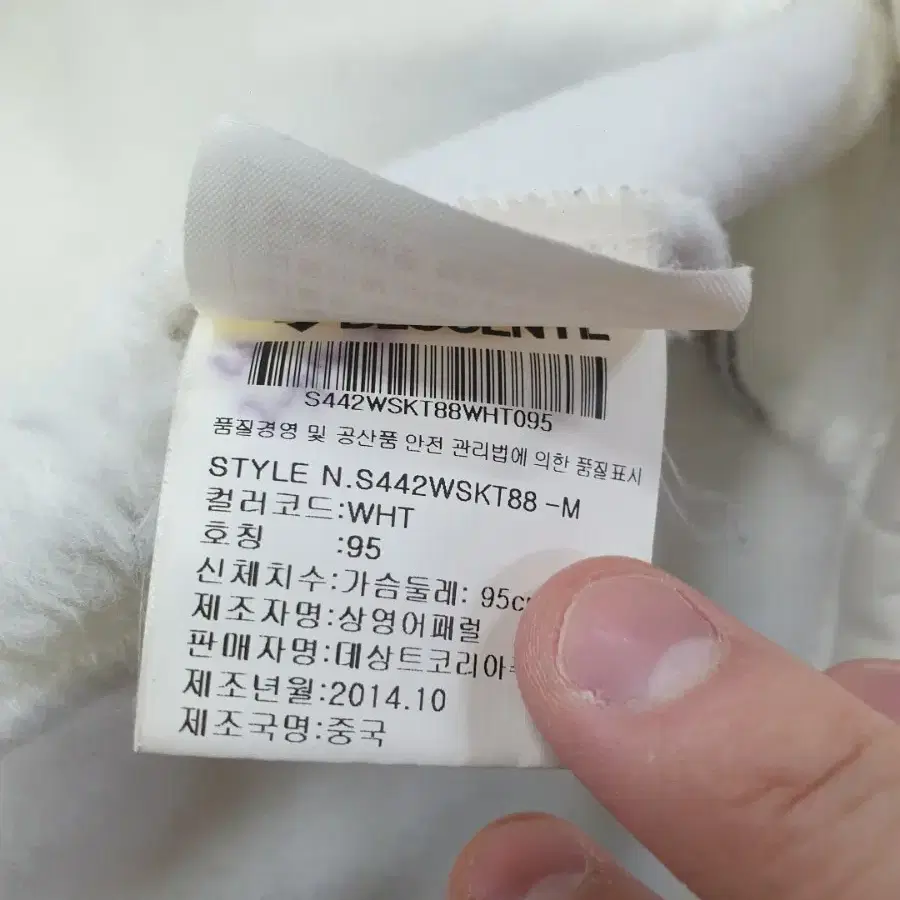 DESCENTE
S442WSKT88WHT095
품질경영 및 공산품 안전 관리법에 의한 품질표시
STYLE N.S442WSKT88 -M
컬러코드:WHT
호칭 :95
신체치수:가슴둘레: 95c
제조자명:상영어패럴
판매자명:데상트코리아
제조년월:2014.10
제조국명:중국